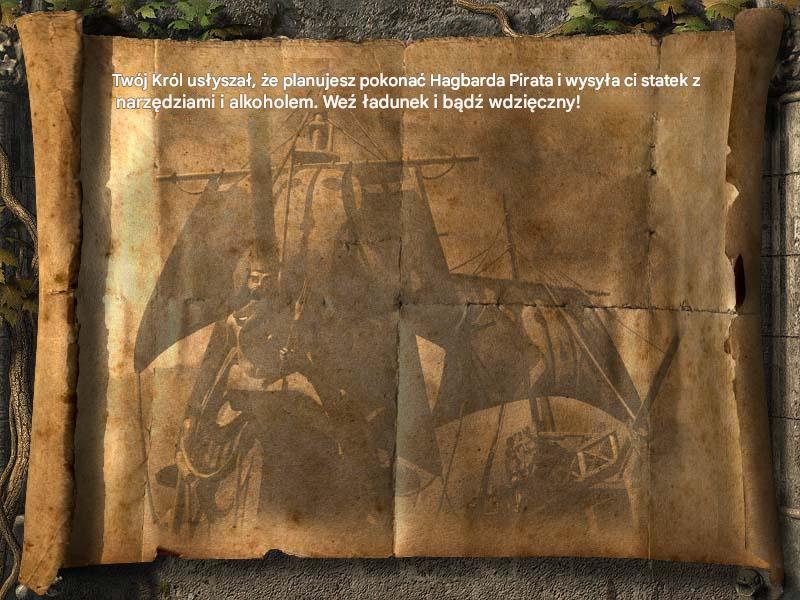 Twój Król usłyszał, że planujesz pokonać Hagbarda Pirata i wysyła ci statek z
narzędziami i alkoholem. Weź ładunek i bądź wdzięczny!